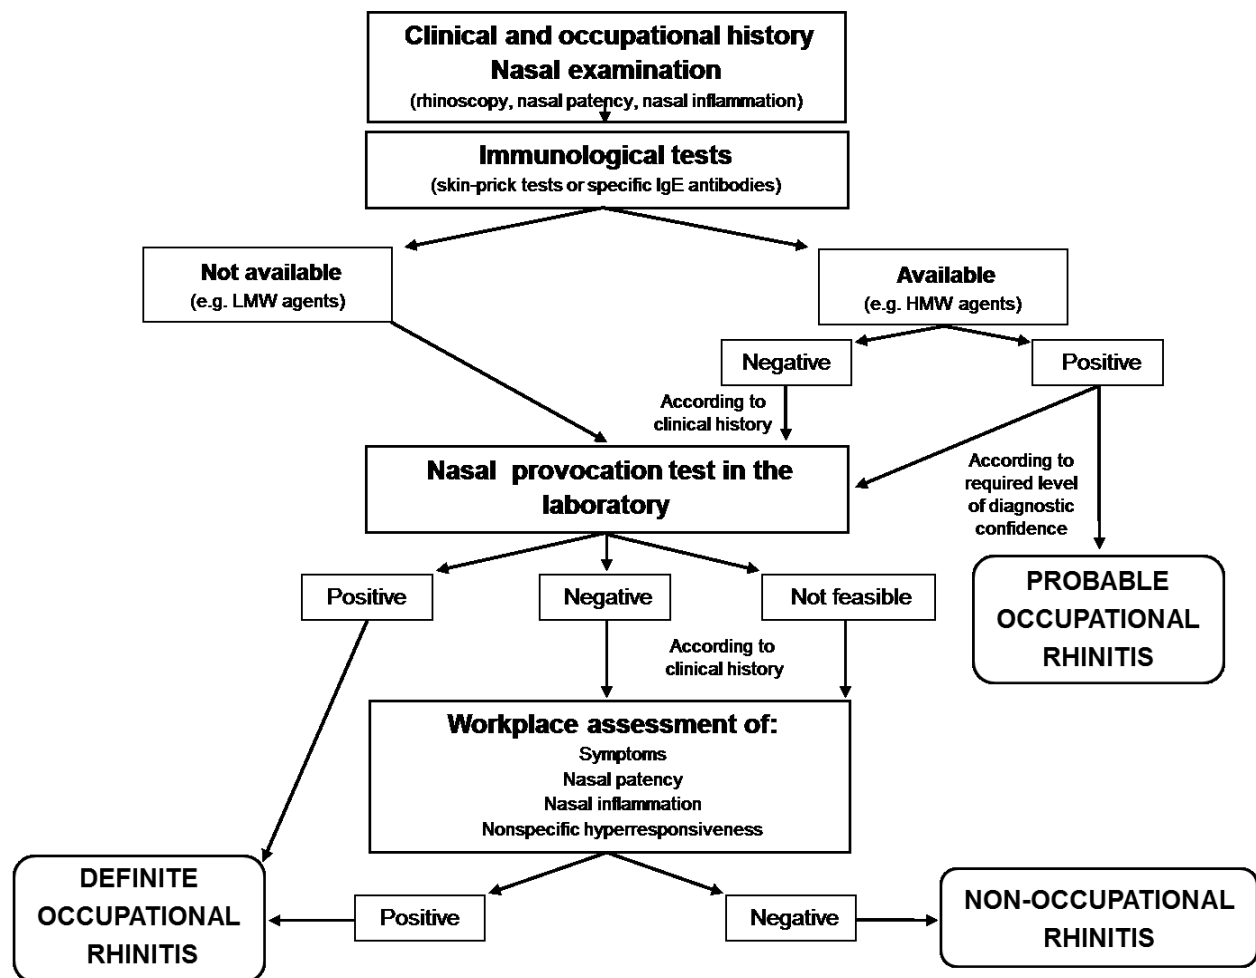 Clinical and occupational history
Nasal examination
(rhinoscopy, nasal patency, nasal inflammation)
Immunological tests
(skin-prick tests or specific IgE antibodies)
Not available
(e.g. LMW agents)
Available
(e.g. HMW agents)
Negative
Positive
According to
clinical history
Nasal provocation test in the
laboratory
According to
required level
of diagnostic
confidence
Positive
Negative
Not feasible
PROBABLE
OCCUPATIONAL
RHINITIS
According to
clinical history
Workplace assessment of:
Symptoms
Nasal patency
Nasal inflammation
Nonspecific hyperresponsiveness
DEFINITE
OCCUPATIONAL
RHINITIS
Positive
Negative
NON-OCCUPATIONAL
RHINITIS